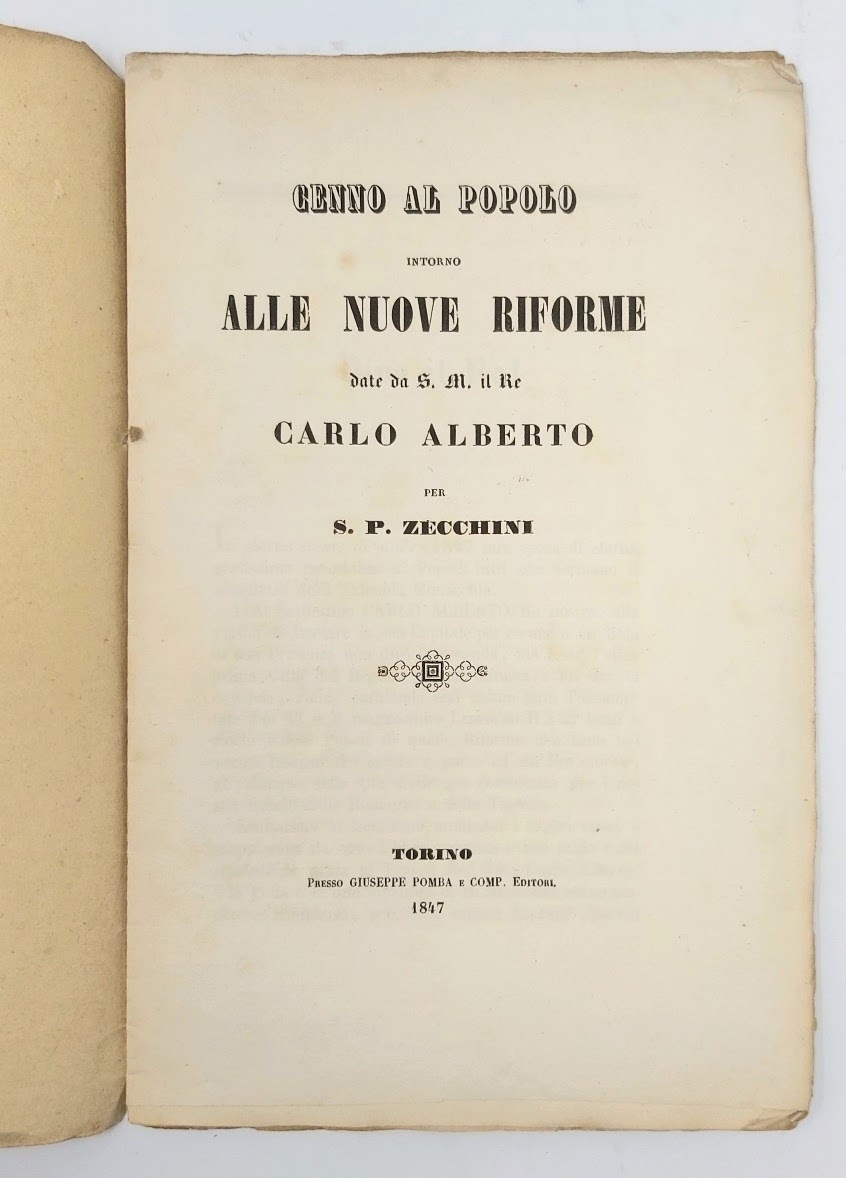 CENNO AL POPOLO
INTORNO
ALLE NUOVE RIFORME
date da S. M. il Re
CARLO ALBERTO
PER
S. P. ZECCHINI
TORINO
PRESSO GIUSEPPE POMBA E COMP. EDITORI.
1847